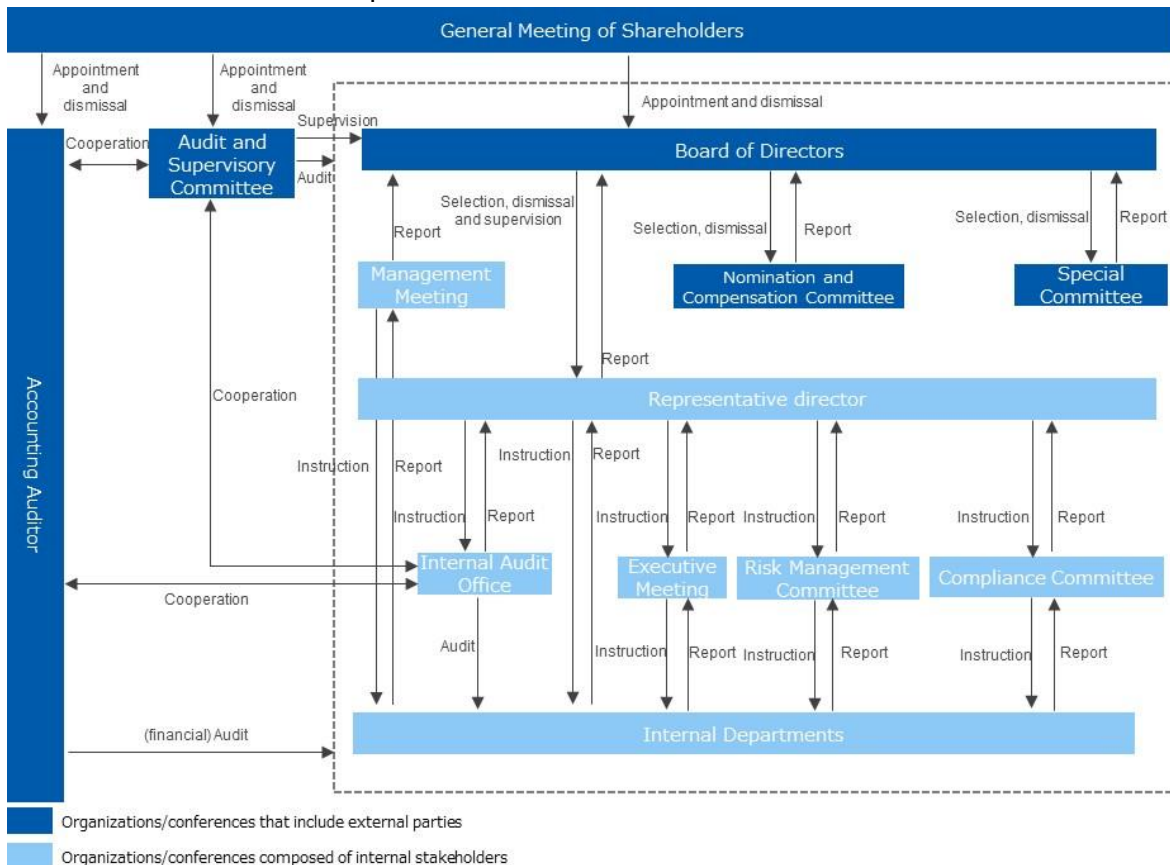 General Meeting of Shareholders
Appointment
and
dismissal
Appointment
and
dismissal
Appointment and dismissal
Cooperation
Audit and
Supervisory
Committee
Supervision
Audit
Board of Directors
Report
Selection, dismissal
and supervision
Selection, dismissal
Report
Selection, dismissal
Report
Management
Meeting
Nomination and
Compensation Committee
Special
Committee
Accounting Auditor
Cooperation
Report
Representative director
Instruction
Report
Instruction
Report
Instruction
Report
Instruction
Report
Instruction
Report
Instruction
Report
Internal Audit
Office
Executive
Meeting
Risk Management
Committee
Compliance Committee
Cooperation
Audit
Instruction
Report
Instruction
Report
Instruction
Report
Internal Departments
(financial) Audit
Organizations/conferences that include external parties
Organizations/conferences composed of internal stakeholders